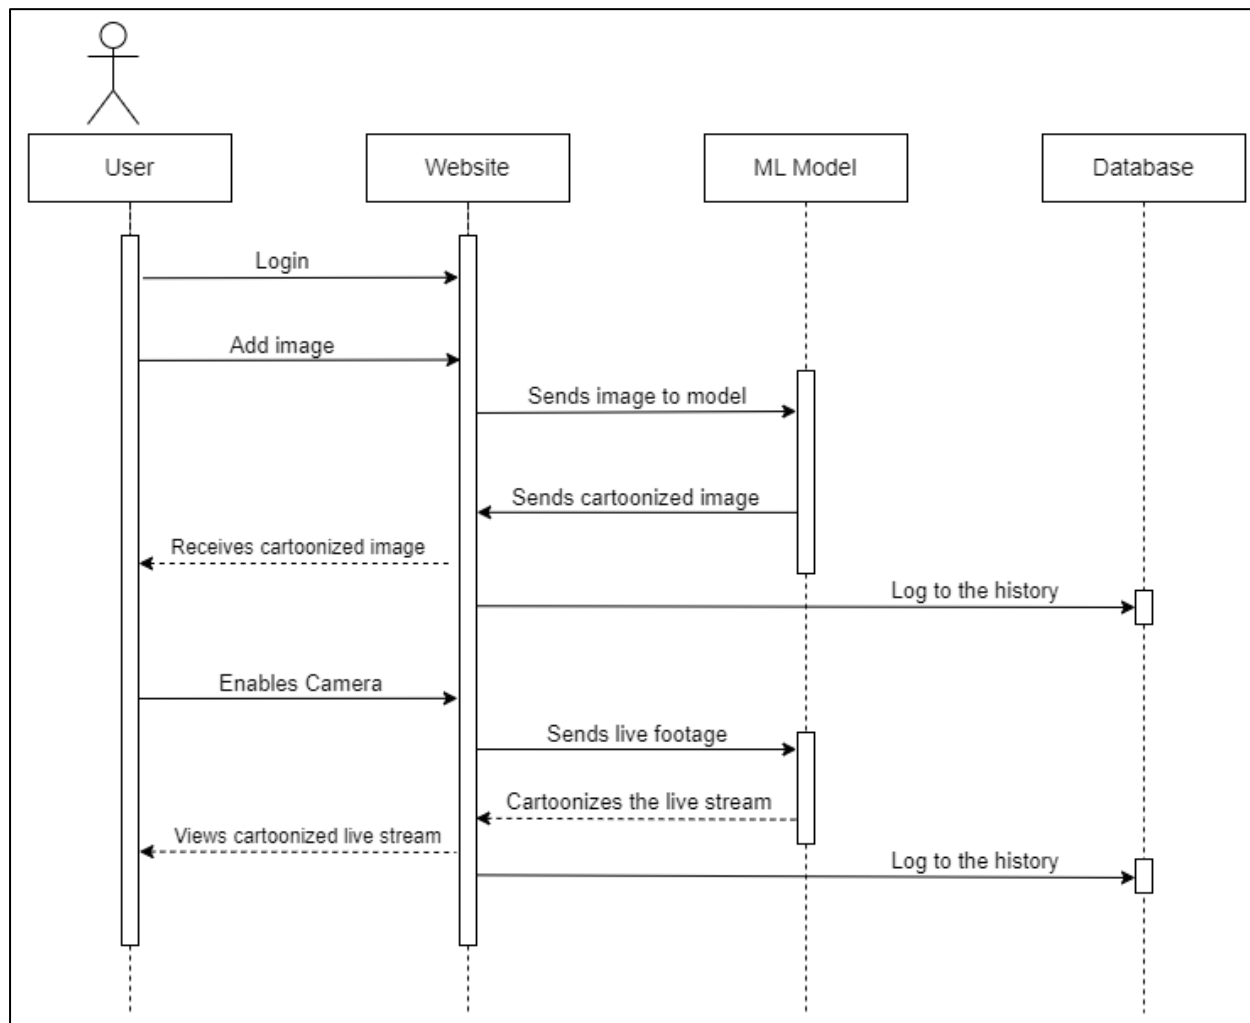 User
Website
ML Model
Database
Login
Add image
Sends image to model
Sends cartoonized image
Receives cartoonized image
Log to the history
Enables Camera
Sends live footage
Cartoonizes the live stream
Views cartoonized live stream
Log to the history